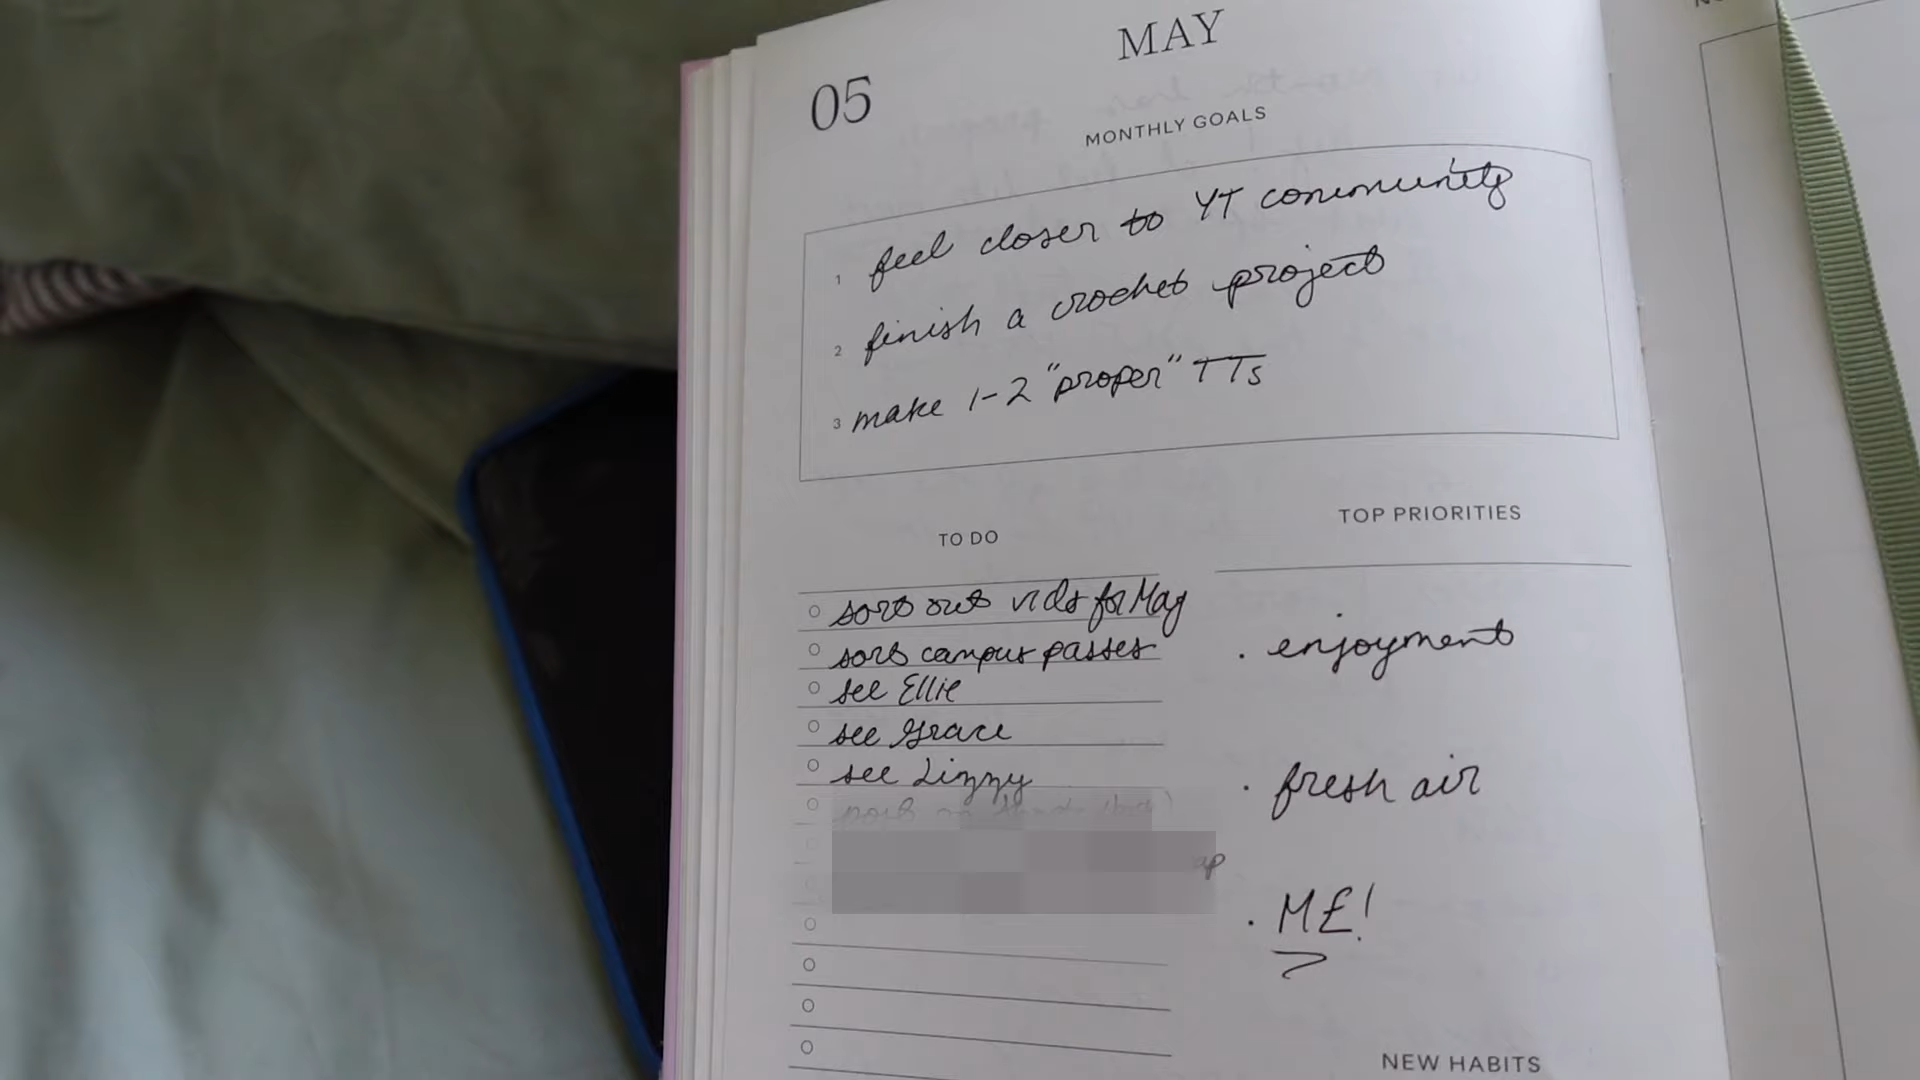 MAY
05
MONTHLY GOALS
1 feel closer to YT community
2 finish a crochet project
3 make 1-2 "proper" TTs
TO DO
sort out vids for May
sort campus passes
see Ellie
see Grace
see Lizzy
TOP PRIORITIES
. enjoyment
. fresh air
. ME!
NEW HABITS